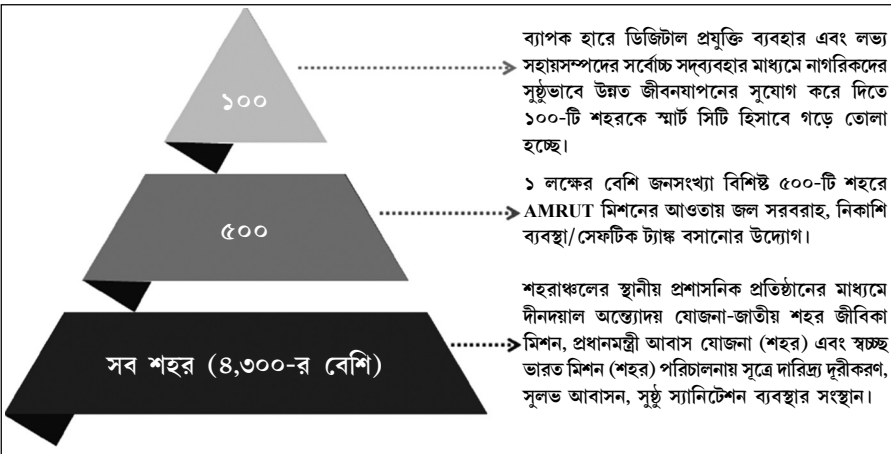 ১০০
ব্যাপক হারে ডিজিটাল প্রযুক্তি ব্যবহার এবং লভ্য
সহায়সম্পদের সর্বোচ্চ সদ্‌ব্যবহার মাধ্যমে নাগরিকদের
সুষ্ঠুভাবে উন্নত জীবনযাপনের সুযোগ করে দিতে
১০০-টি শহরকে স্মার্ট সিটি হিসাবে গড়ে তোলা
হচ্ছে।
৫০০
১ লক্ষের বেশি জনসংখ্যা বিশিষ্ট ৫০০-টি শহরে
AMRUT মিশনের আওতায় জল সরবরাহ, নিকাশি
ব্যবস্থা/সেফটিক ট্যাঙ্ক বসানোর উদ্যোগ।
সব শহর (৪,৩০০-র বেশি)
শহরাঞ্চলের স্থানীয় প্রশাসনিক প্রতিষ্ঠানের মাধ্যমে
দীনদয়াল অন্ত্যোদয় যোজনা-জাতীয় শহর জীবিকা
মিশন, প্রধানমন্ত্রী আবাস যোজনা (শহর) এবং স্বচ্ছ
ভারত মিশন (শহর) পরিচালনায় সূত্রে দারিদ্র্য দূরীকরণ,
সুলভ আবাসন, সুষ্ঠু স্যানিটেশন ব্যবস্থার সংস্থান।